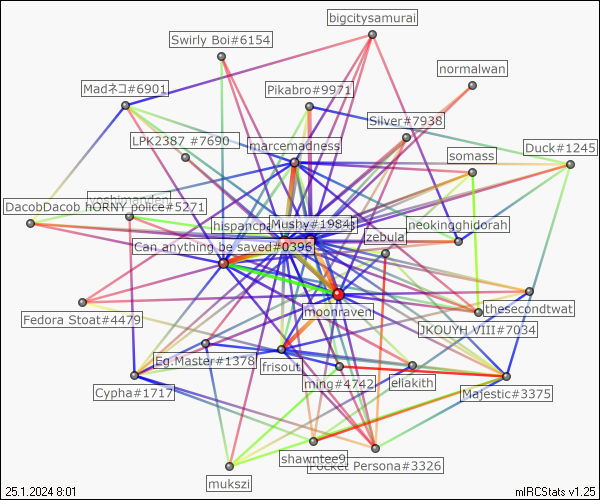 bigcitysamurai
Swirly Boi#6154
normalwan
Madネコ#6901
Pikabro#9971
Silver#7938
LPK2387 #7690
marcemadness
Duck#1245
somass
DacobDacob hORNY police#5271
Mushy#1984
neokingghidorah
zebula
Can anything be saved#0396
moonraven
thesecondtwat
Fedora Stoat#4479
JKOUYH VIII#7034
Eg.Master#1378
frisout
ming#4742
eliakith
Cypha#1717
Majestic#3375
shawntee9
Pocket Persona#3326
mukszi
25.1.2024 8:01
mIRCStats v1.25